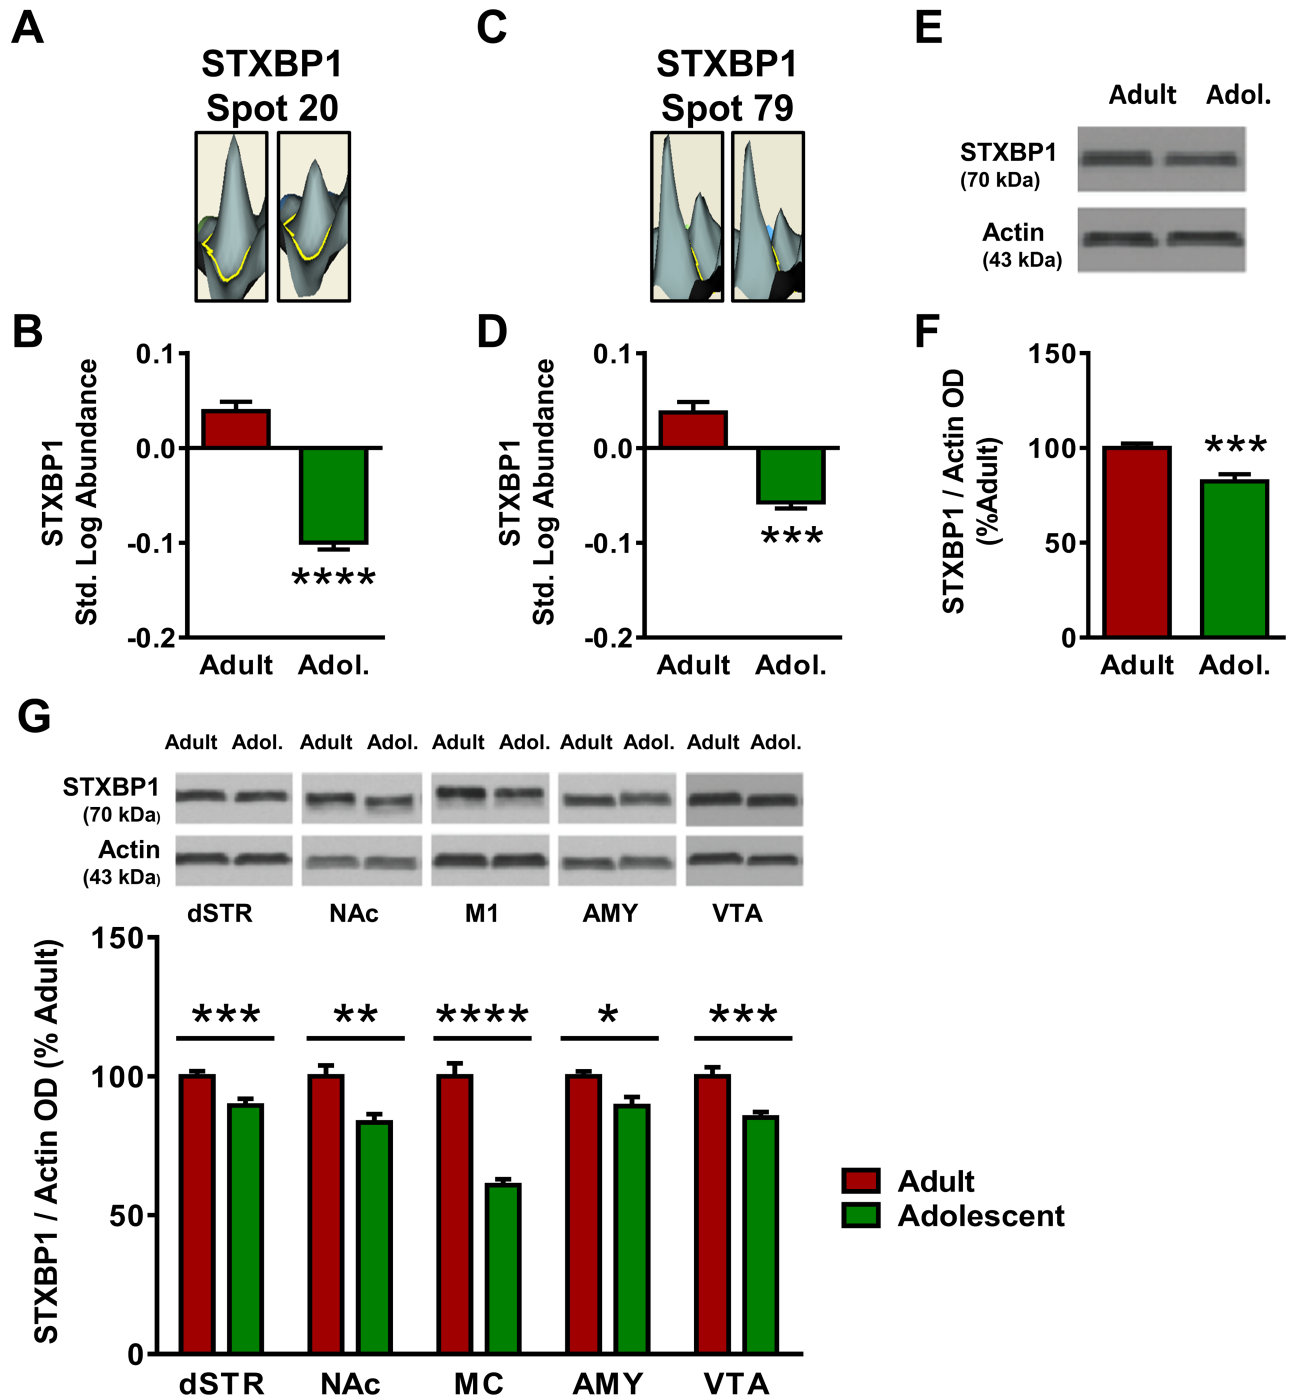 A
STXBP1
Spot 20
C
STXBP1
Spot 79
E
Adult Adol.
STXBP1
(70 kDa)
Actin
(43 kDa)
B
STXBP1
Std. Log Abundance
0.1
0.0
-0.1
-0.2
****
Adult Adol.
D
STXBP1
Std. Log Abundance
0.1
0.0
-0.1
-0.2
***
Adult Adol.
F
STXBP1 / Actin OD
(%Adult)
150
100
50
0
***
Adult Adol.
G
Adult Adol. Adult Adol. Adult Adol. Adult Adol. Adult Adol.
STXBP1
(70 kDa)
Actin
(43 kDa)
dSTR NAc M1 AMY VTA
STXBP1 / Actin OD (% Adult)
150
100
50
0
*** ** **** * ***
dSTR NAc MC AMY VTA
Adult
Adolescent